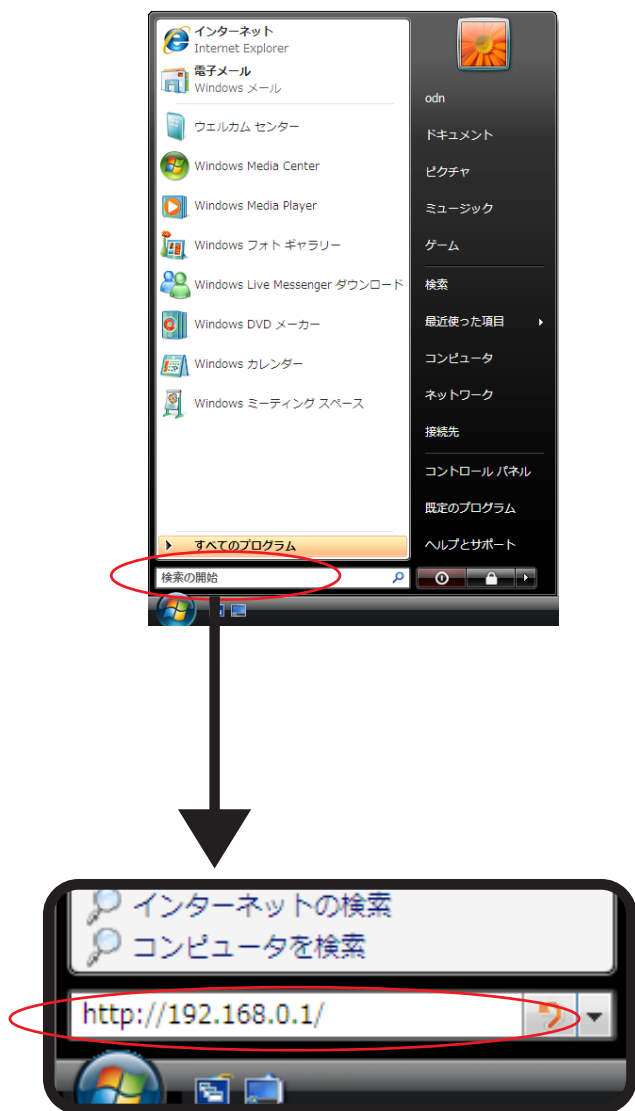 インターネット
Internet Explorer
電子メール
Windows メール
ウェルカム センター
Windows Media Center
Windows Media Player
Windows フォト ギャラリー
Windows Live Messenger ダウンロード
Windows DVD メーカー
Windows カレンダー
Windows ミーティング スペース
すべてのプログラム
検索の開始
odn
ドキュメント
ピクチャ
ミュージック
ゲーム
検索
最近使った項目
コンピュータ
ネットワーク
接続先
コントロール パネル
既定のプログラム
ヘルプとサポート
インターネットの検索
コンピュータを検索
http://192.168.0.1/